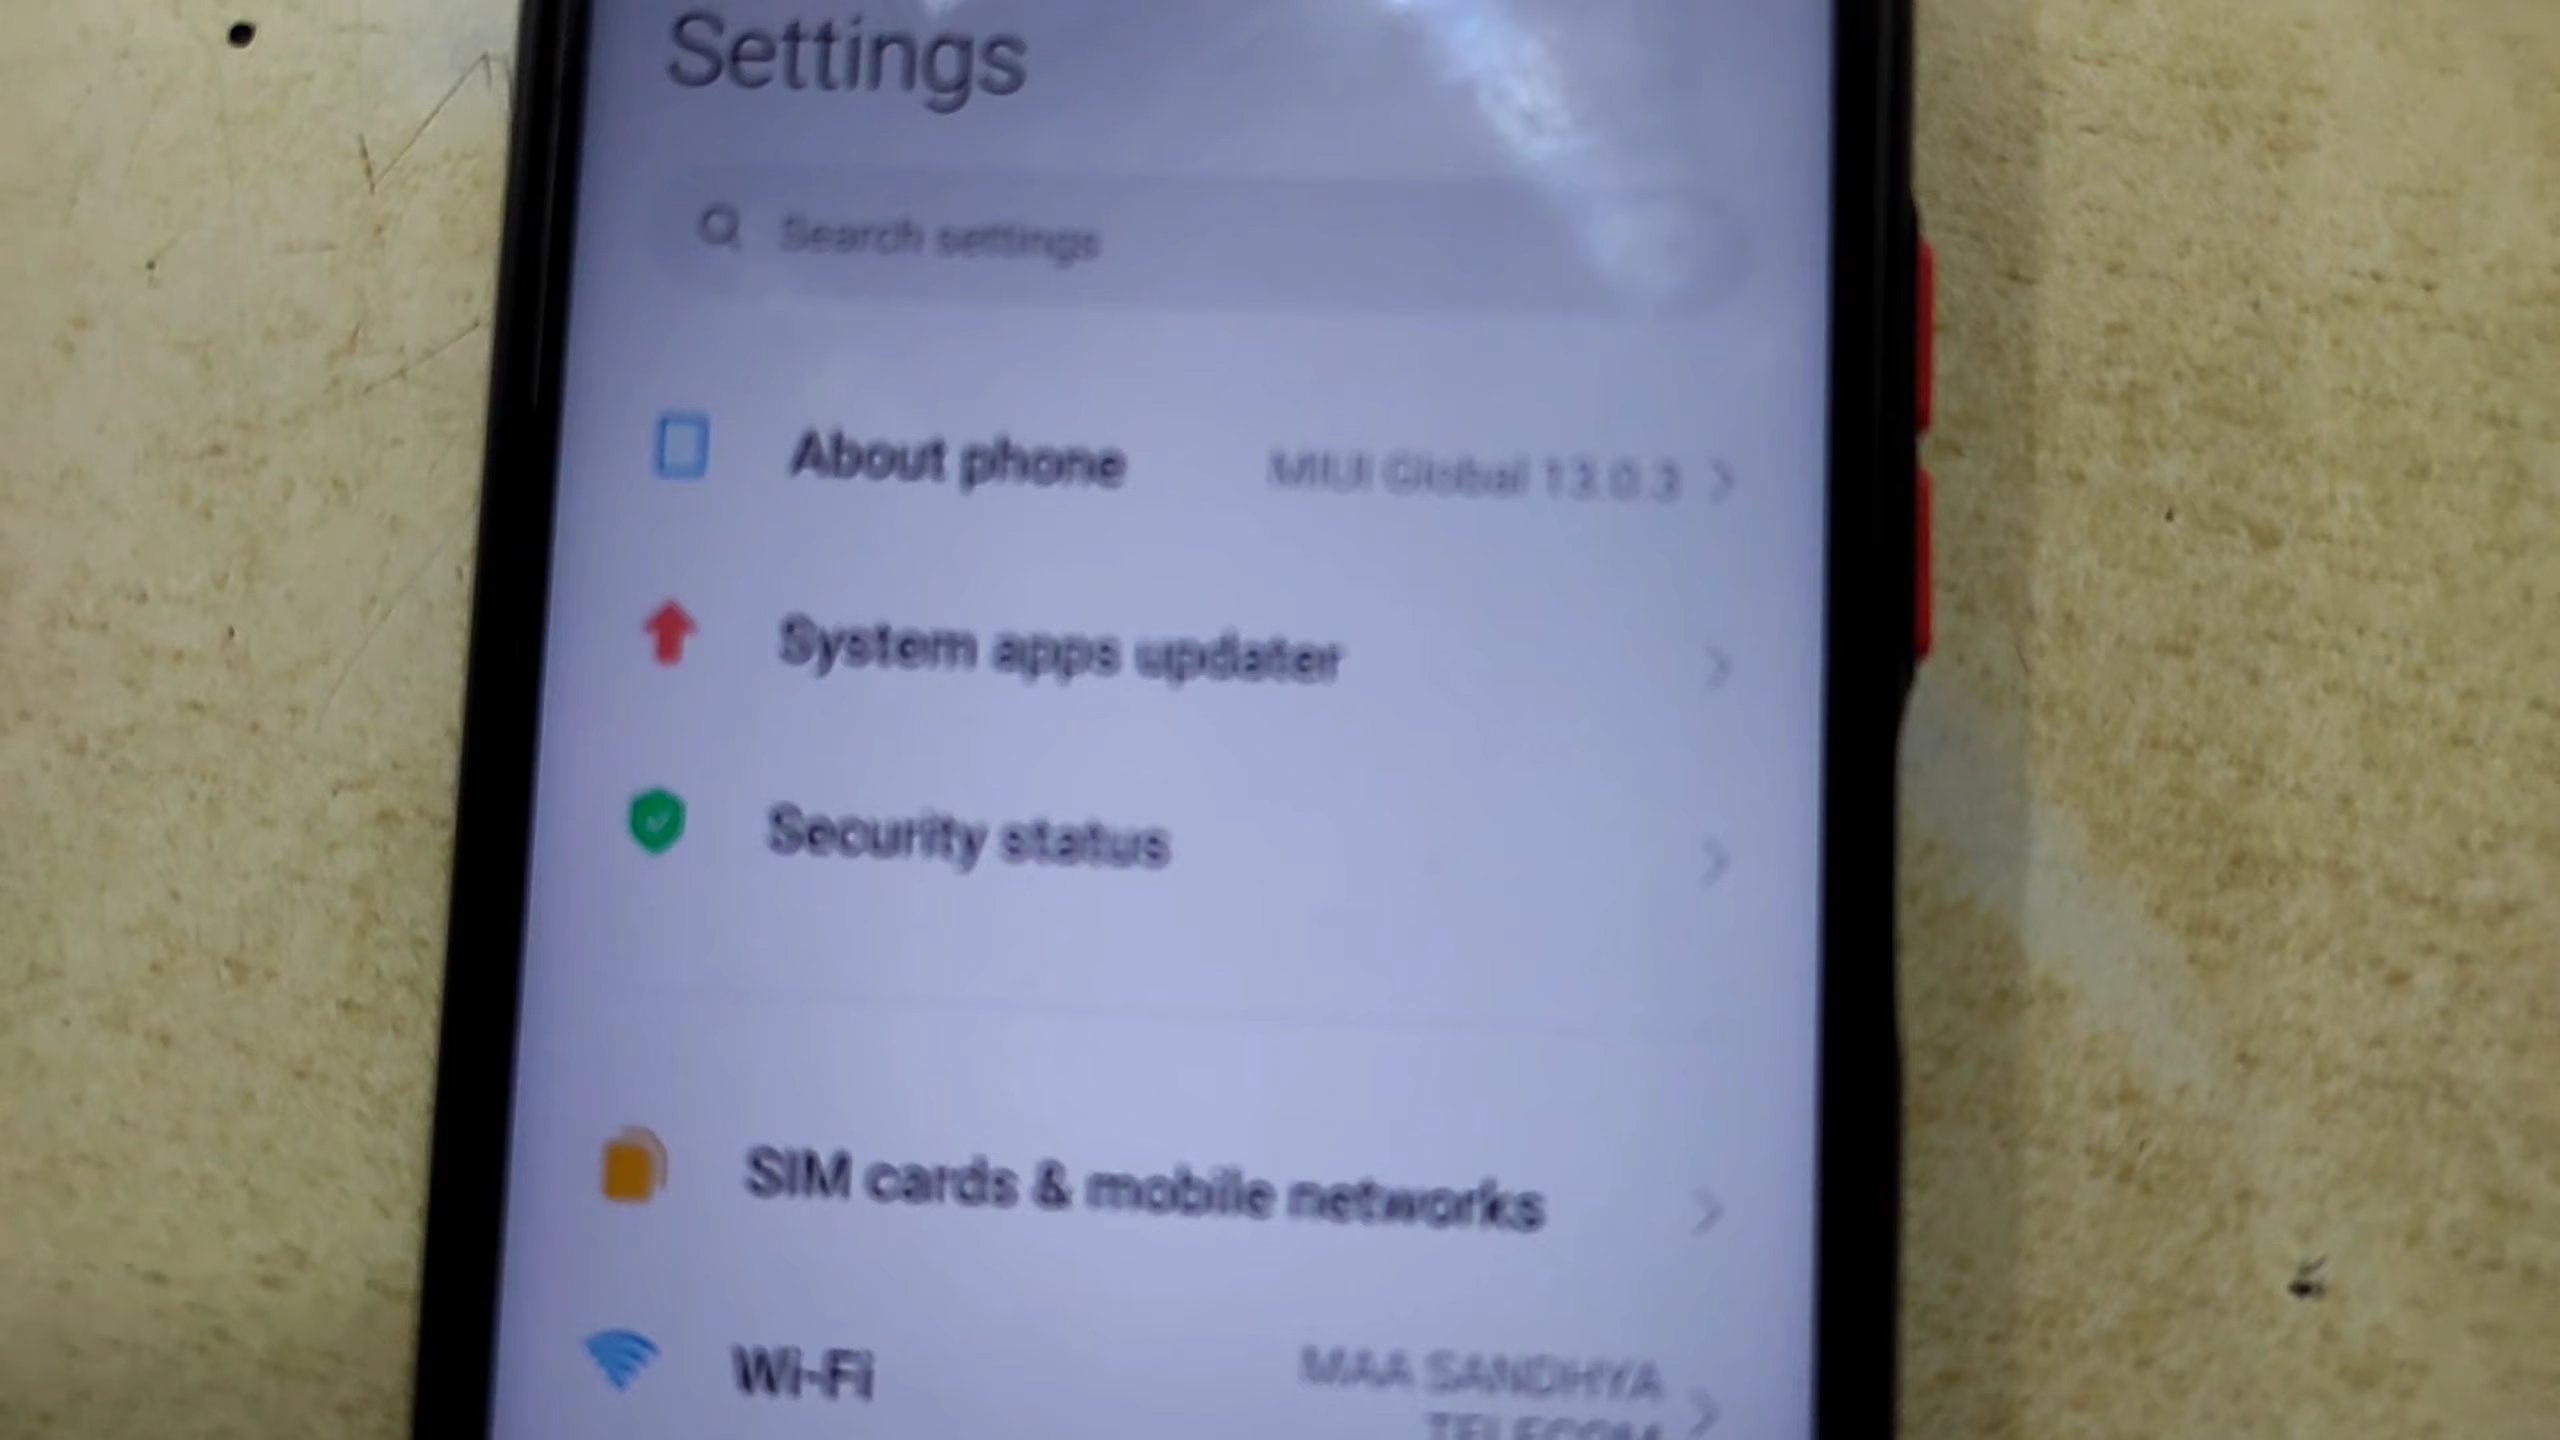 Settings
Search settings
About phone MIUI Global 13.0.3
System apps updater
Security status
SIM cards & mobile networks
Wi-Fi MAA SANDHYA
TELECOM